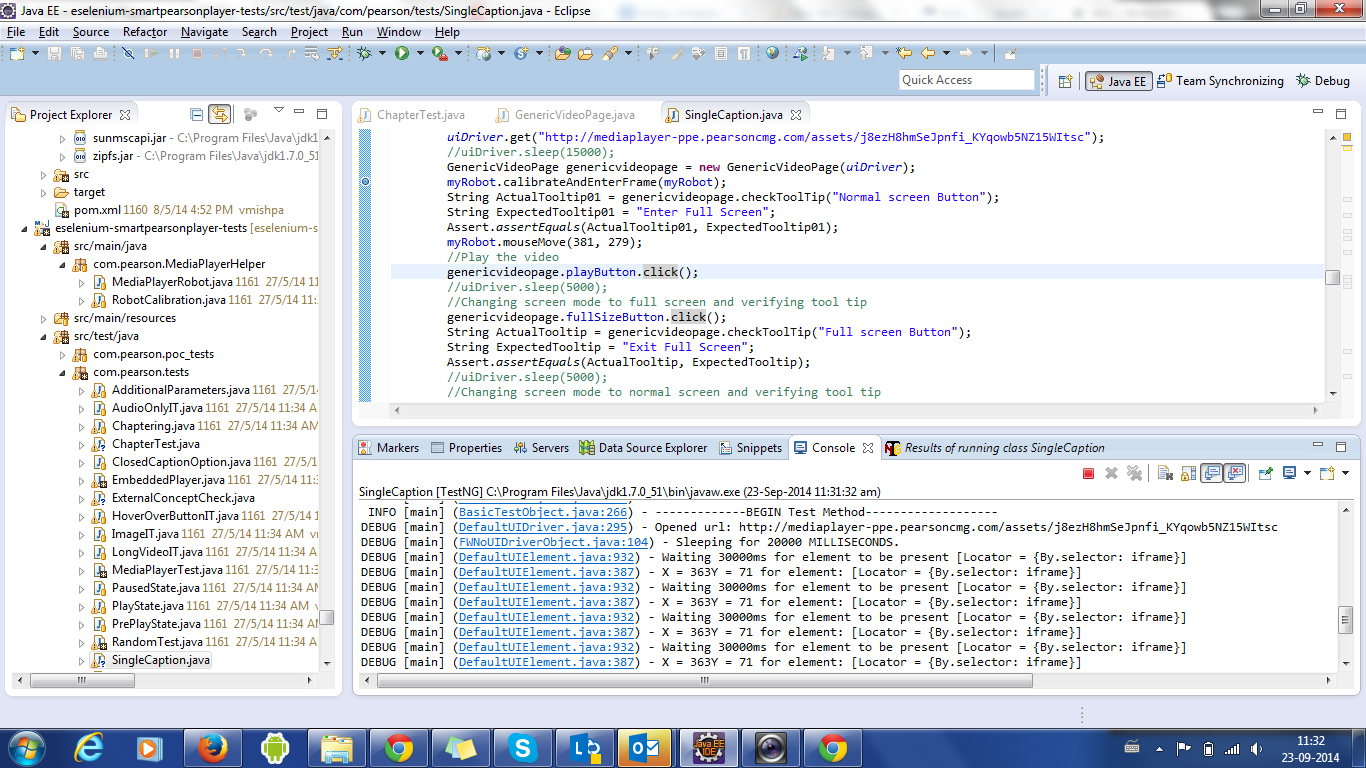 Java EE - eselenium-smartpearsonplayer-tests/src/test/java/com/pearson/tests/SingleCaption.java - Eclipse
File Edit Source Refactor Navigate Search Project Run Window Help
Quick Access
Java EE
Team Synchronizing
Debug
Project Explorer
sunmscapi.jar - C:\Program Files\Java\jdk1
zipfs.jar - C:\Program Files\Java\jdk1.7.0_51
src
target
pom.xml 1160 8/5/14 4:52 PM vmishpa
eselenium-smartpearsonplayer-tests [eselenium-s
src/main/java
com.pearson.MediaPlayerHelper
MediaPlayerRobot.java 1161 27/5/1
RobotCalibration.java 1161 27/5/14 11:
src/main/resources
src/test/java
com.pearson.poc_tests
com.pearson.tests
AdditionalParameters.java 1161 27/5/14
AudioOnlyIT.java 1161 27/5/14 11:34 A
Chaptering.java 1161 27/5/14 11:34 AM
ChapterTest.java
ClosedCaptionOption.java 1161 27/5/1
EmbeddedPlayer.java 1161 27/5/14 11:3
ExternalConceptCheck.java
HoverOverButtonIT.java 1161 27/5/14 1
ImageIT.java 1161 27/5/14 11:34 AM vm
LongVideoIT.java 1161 27/5/14 11:34 A
MediaPlayerTest.java 1161 27/5/14 11:3
PausedState.java 1161 27/5/14 11:34 AM
PlayState.java 1161 27/5/14 11:34 AM v
PrePlayState.java 1161 27/5/14 11:34 A
RandomTest.java 1161 27/5/14 11:34 A
SingleCaption.java
ChapterTest.java
GenericVideoPage.java
SingleCaption.java
uiDriver.get("http://mediaplayer-ppe.pearsoncmg.com/assets/j8ezH8hmSeJpnfi_KYqowb5NZ15WItsc");
//uiDriver.sleep(15000);
GenericVideoPage genericvideopage = new GenericVideoPage(uiDriver);
myRobot.calibrateAndEnterFrame(myRobot);
String ActualTooltip01 = genericvideopage.checkToolTip("Normal screen Button");
String ExpectedTooltip01 = "Enter Full Screen";
Assert.assertEquals(ActualTooltip01, ExpectedTooltip01);
myRobot.mouseMove(381, 279);
//Play the video
genericvideopage.playButton.click();
//uiDriver.sleep(5000);
//Changing screen mode to full screen and verifying tool tip
genericvideopage.fullSizeButton.click();
String ActualTooltip = genericvideopage.checkToolTip("Full screen Button");
String ExpectedTooltip = "Exit Full Screen";
Assert.assertEquals(ActualTooltip, ExpectedTooltip);
//uiDriver.sleep(5000);
//Changing screen mode to normal screen and verifying tool tip
Markers Properties Servers Data Source Explorer Snippets Console Results of running class SingleCaption
SingleCaption [TestNG] C:\Program Files\Java\jdk1.7.0_51\bin\javaw.exe (23-Sep-2014 11:31:32 am)
INFO [main] (BasicTestObject.java:266) - -------------BEGIN Test Method-------------------
DEBUG [main] (DefaultUIDriver.java:295) - Opened url: http://mediaplayer-ppe.pearsoncmg.com/assets/j8ezH8hmSeJpnfi_KYqowb5NZ15WItsc
DEBUG [main] (FWNoUIDriverObject.java:104) - Sleeping for 20000 MILLISECONDS.
DEBUG [main] (DefaultUIElement.java:932) - Waiting 30000ms for element to be present [Locator = {By.selector: iframe}]
DEBUG [main] (DefaultUIElement.java:387) - X = 363Y = 71 for element: [Locator = {By.selector: iframe}]
DEBUG [main] (DefaultUIElement.java:932) - Waiting 30000ms for element to be present [Locator = {By.selector: iframe}]
DEBUG [main] (DefaultUIElement.java:387) - X = 363Y = 71 for element: [Locator = {By.selector: iframe}]
DEBUG [main] (DefaultUIElement.java:932) - Waiting 30000ms for element to be present [Locator = {By.selector: iframe}]
DEBUG [main] (DefaultUIElement.java:387) - X = 363Y = 71 for element: [Locator = {By.selector: iframe}]
DEBUG [main] (DefaultUIElement.java:932) - Waiting 30000ms for element to be present [Locator = {By.selector: iframe}]
DEBUG [main] (DefaultUIElement.java:387) - X = 363Y = 71 for element: [Locator = {By.selector: iframe}]
Java EE
IDE
11:32
23-09-2014